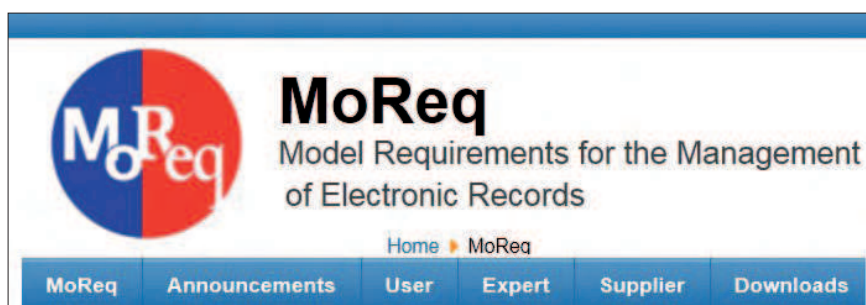 MoReq
MoReq
Model Requirements for the Management
of Electronic Records
Home MoReq
MoReq Announcements User Expert Supplier Downloads